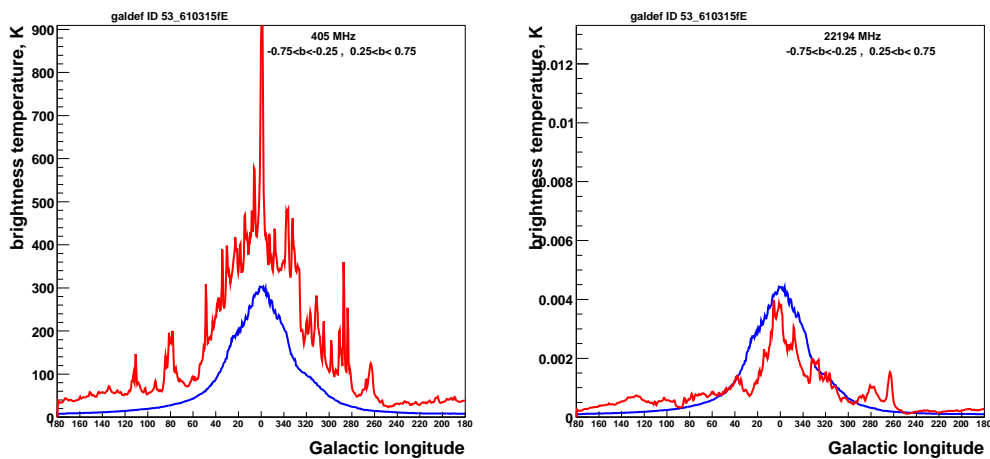 galdef ID 53_610315fE
405 MHz
-0.75<b<-0.25 , 0.25<b< 0.75
brightness temperature, K
900
800
700
600
500
400
300
200
100
0
180 160 140 120 100 80 60 40 20 0 340 320 300 280 260 240 220 200 180
Galactic longitude
galdef ID 53_610315fE
22194 MHz
-0.75<b<-0.25 , 0.25<b< 0.75
brightness temperature, K
0.012
0.01
0.008
0.006
0.004
0.002
0
180 160 140 120 100 80 60 40 20 0 340 320 300 280 260 240 220 200 180
Galactic longitude